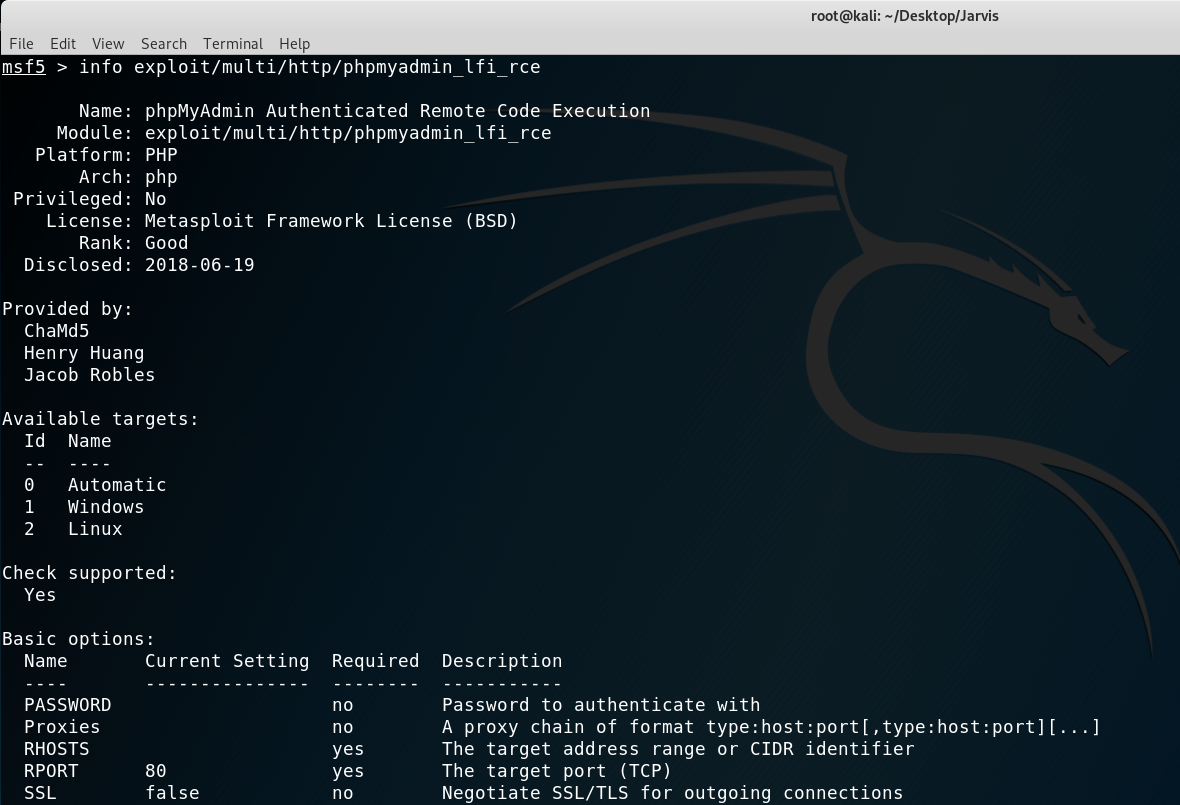 root@kali: ~/Desktop/Jarvis
File Edit View Search Terminal Help
msf5 > info exploit/multi/http/phpmyadmin_lfi_rce
Name: phpMyAdmin Authenticated Remote Code Execution
Module: exploit/multi/http/phpmyadmin_lfi_rce
Platform: PHP
Arch: php
Privileged: No
License: Metasploit Framework License (BSD)
Rank: Good
Disclosed: 2018-06-19
Provided by:
ChaMd5
Henry Huang
Jacob Robles
Available targets:
Id  Name
--  ----
0   Automatic
1   Windows
2   Linux
Check supported:
Yes
Basic options:
Name       Current Setting  Required  Description
----       ---------------  --------  -----------
PASSWORD                    no        Password to authenticate with
Proxies                     no        A proxy chain of format type:host:port[,type:host:port][...]
RHOSTS                      yes       The target address range or CIDR identifier
RPORT      80               yes       The target port (TCP)
SSL        false            no        Negotiate SSL/TLS for outgoing connections